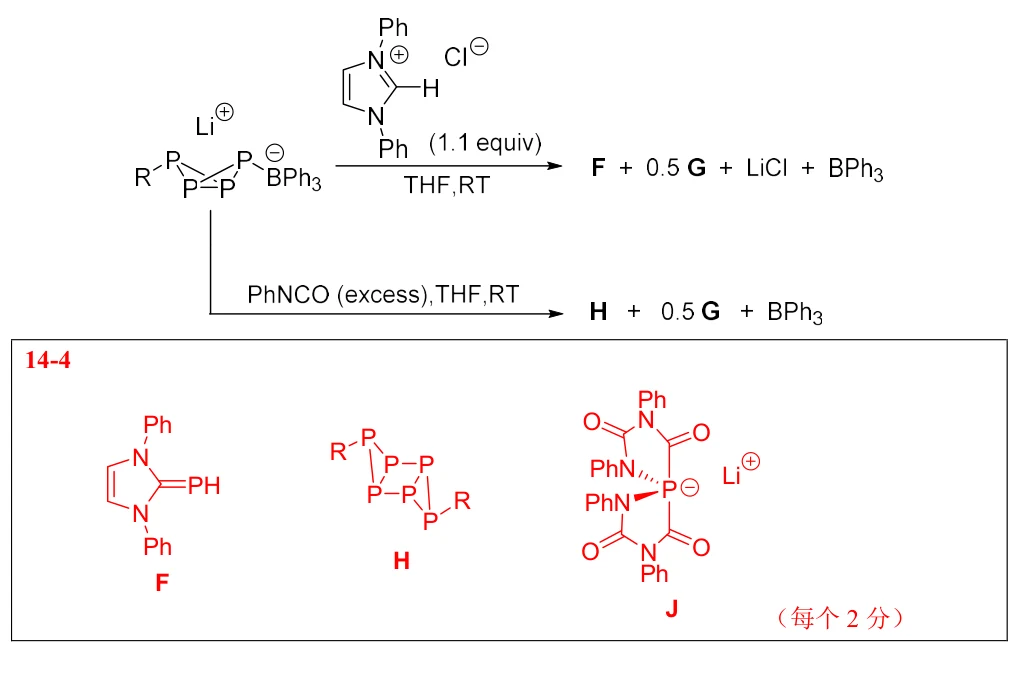 Ph
N ⊕ Cl ⊖
H
N
Ph (1.1 equiv)
THF,RT
Li ⊕
R P P P P ⊖ BPh₃
F + 0.5 G + LiCl + BPh₃
PhNCO (excess),THF,RT
H + 0.5 G + BPh₃
14-4
Ph
N
PH
N
Ph
F
R P P P P P P R
H
Ph
O N O
PhN
P ⊖ Li ⊕
PhN
O N O
Ph
J
（每个 2 分）